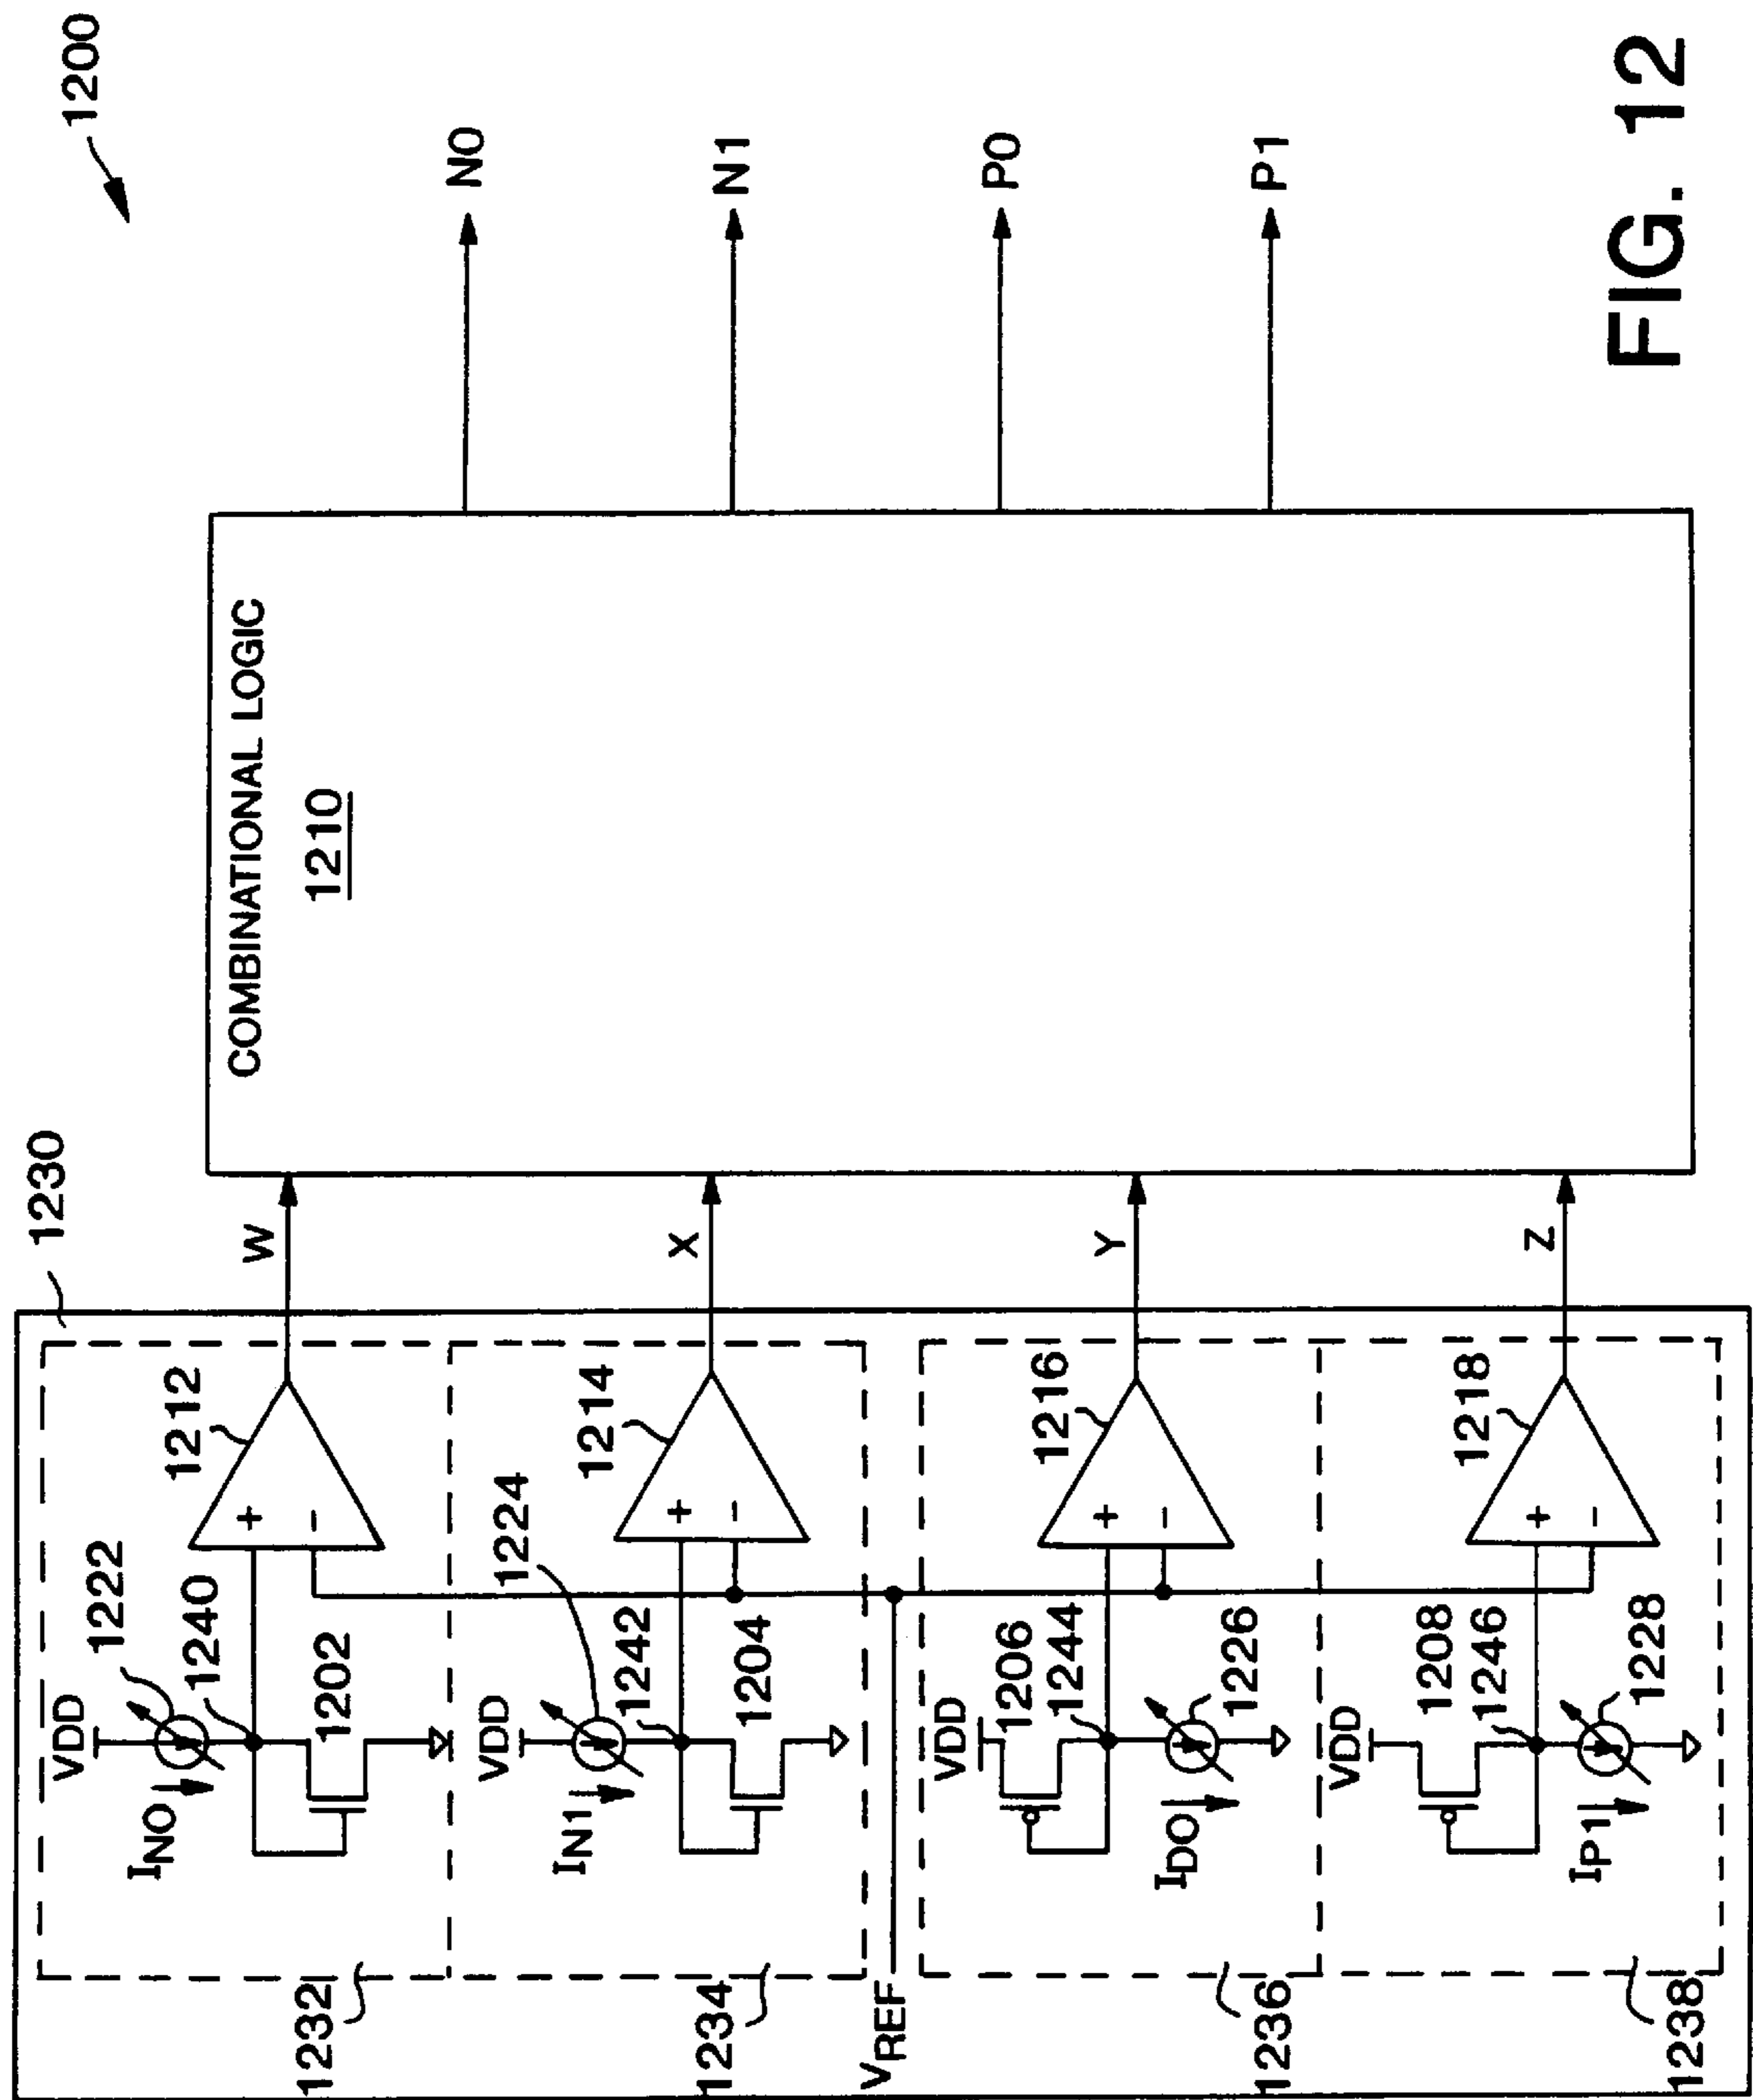 1200
1230
VDD
1222
I_NO
1240
1202
+
−
1212
W
1232
VDD
1224
I_N1
1242
1204
+
−
1214
X
1234
V_REF
VDD
1206
1244
I_DO
1226
+
−
1216
Y
1236
VDD
1208
1246
I_P1
1228
+
−
1218
Z
1238
COMBINATIONAL LOGIC
1210
N0
N1
P0
P1
FIG. 12